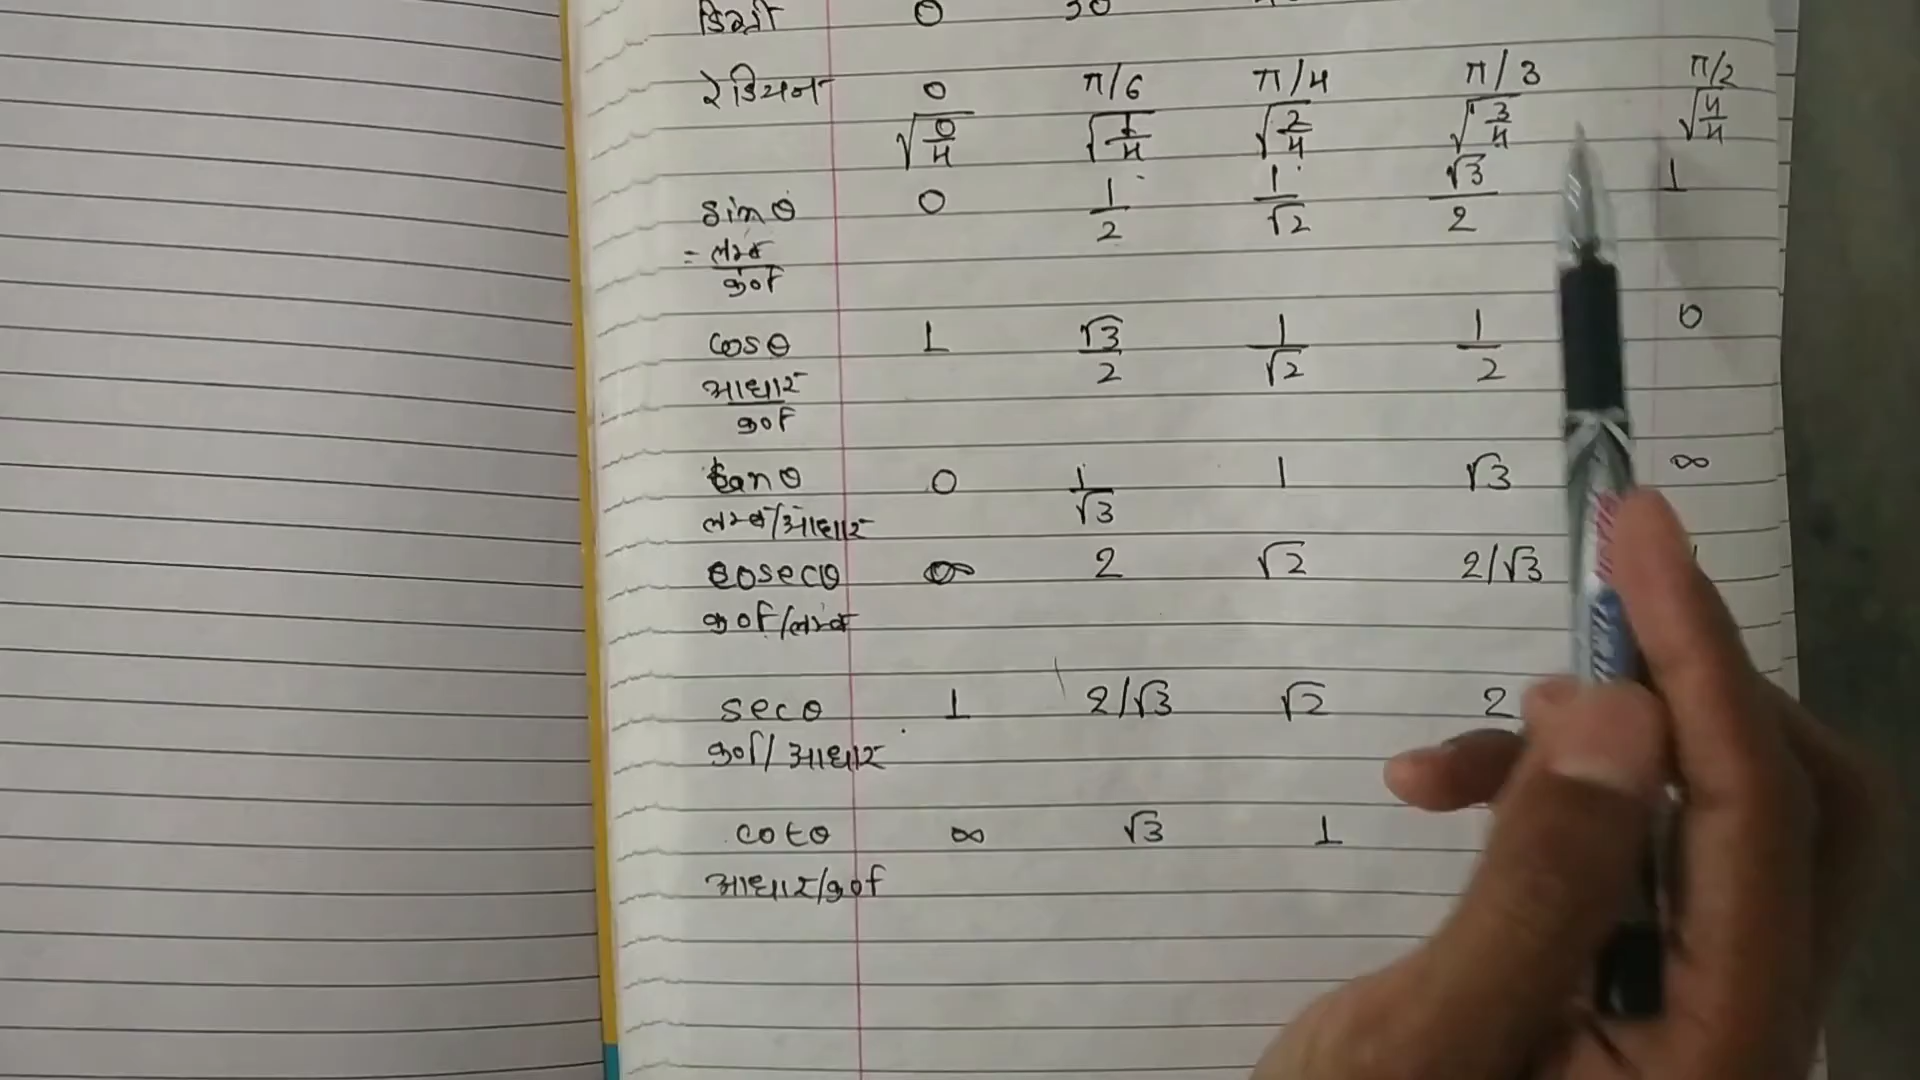 डिग्री 0 30
रेडियन 0 π/6 π/4 π/3 π/2
√0/4 √1/4 √2/4 √3/4 √4/4
sinθ 0 1/2 1/√2 √3/2 1
= लम्ब/कर्ण
cosθ 1 √3/2 1/√2 1/2 0
आधार/कर्ण
tanθ 0 1/√3 1 √3 ∞
लम्ब/आधार
cosecθ ∞ 2 √2 2/√3
कर्ण/लम्ब
secθ 1 2/√3 √2 2
कर्ण/आधार
cotθ ∞ √3 1
आधार/कर्ण